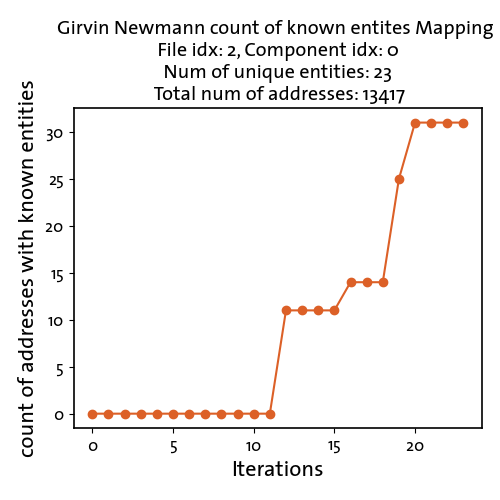 Girvin Newmann count of known entites Mapping
File idx: 2, Component idx: 0
Num of unique entities: 23
Total num of addresses: 13417
count of addresses with known entities
30
25
20
15
10
5
0
0 5 10 15 20
Iterations